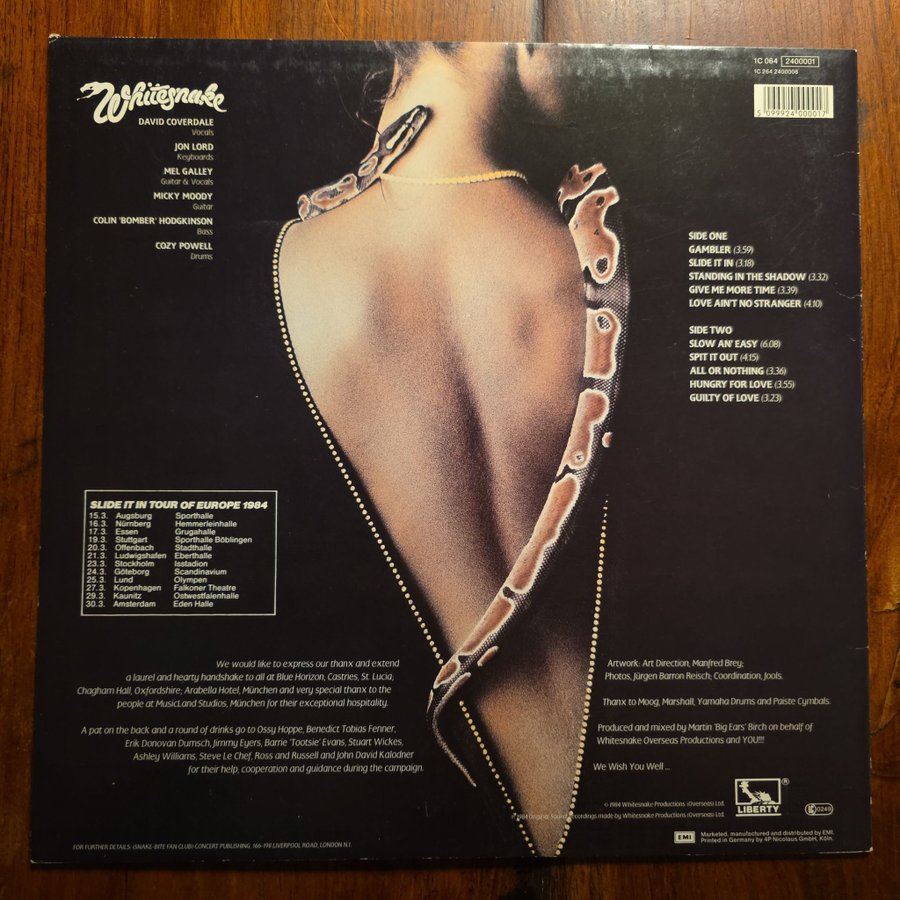 Whitesnake
DAVID COVERDALE
Vocals
JON LORD
Keyboards
MEL GALLEY
Guitar & Vocals
MICKY MOODY
Guitar
COLIN 'BOMBER' HODGKINSON
Bass
COZY POWELL
Drums
1C 064 2400001
1C 264 2400006
5 099924 000017
SIDE ONE
GAMBLER (3.59)
SLIDE IT IN (3.18)
STANDING IN THE SHADOW (3.32)
GIVE ME MORE TIME (3.39)
LOVE AIN'T NO STRANGER (4.10)
SIDE TWO
SLOW AN' EASY (6.08)
SPIT IT OUT (4.15)
ALL OR NOTHING (3.36)
HUNGRY FOR LOVE (3.55)
GUILTY OF LOVE (3.23)
SLIDE IT IN TOUR OF EUROPE 1984
15.3. Augsburg Sporthalle
16.3. Nürnberg Hemmerleinhalle
17.3. Essen Grugahalle
19.3. Stuttgart Sporthalle Böblingen
20.3. Offenbach Stadthalle
21.3. Ludwigshafen Eberthalle
23.3. Stockholm Isstadion
24.3. Göteborg Scandinavium
25.3. Lund Olympen
27.3. Kopenhagen Falkoner Theatre
29.3. Kaunitz Ostwestfalenhalle
30.3. Amsterdam Eden Halle
We would like to express our thanx and extend
a laurel and hearty handshake to all at Blue Horizon, Castries, St. Lucia;
Chagham Hall, Oxfordshire; Arabella Hotel, München and very special thanx to the
people at MusicLand Studios, München for their exceptional hospitality.
A pat on the back and a round of drinks go to Ossy Hoppe, Benedict Tobias Fenner,
Erik Donovan Dumsch, Jimmy Eyers, Barrie 'Tootsie' Evans, Stuart Wickes,
Ashley Williams, Steve Le Chef, Ross and Russell and John David Kalodner
for their help, cooperation and guidance during the campaign.
FOR FURTHER DETAILS: (SNAKE-BITE FAN CLUB) CONCERT PUBLISHING, 166-198 LIVERPOOL ROAD, LONDON N.1.
Artwork: Art Direction, Manfred Brey;
Photos, Jürgen Barron Reisch; Coordination, Jools.
Thanx to Moog, Marshall, Yamaha Drums and Paiste Cymbals.
Produced and mixed by Martin 'Big Ears' Birch on behalf of
Whitesnake Overseas Productions and YOU!!!
We Wish You Well ...
LIBERTY ®
0249
© 1984 Whitesnake Productions (Overseas) Ltd.
℗ 1984 Original Sound Recordings made by Whitesnake Productions (Overseas) Ltd.
EMI
Marketed, manufactured and distributed by EMI.
Printed in Germany by 4P Nicolaus GmbH, Köln.